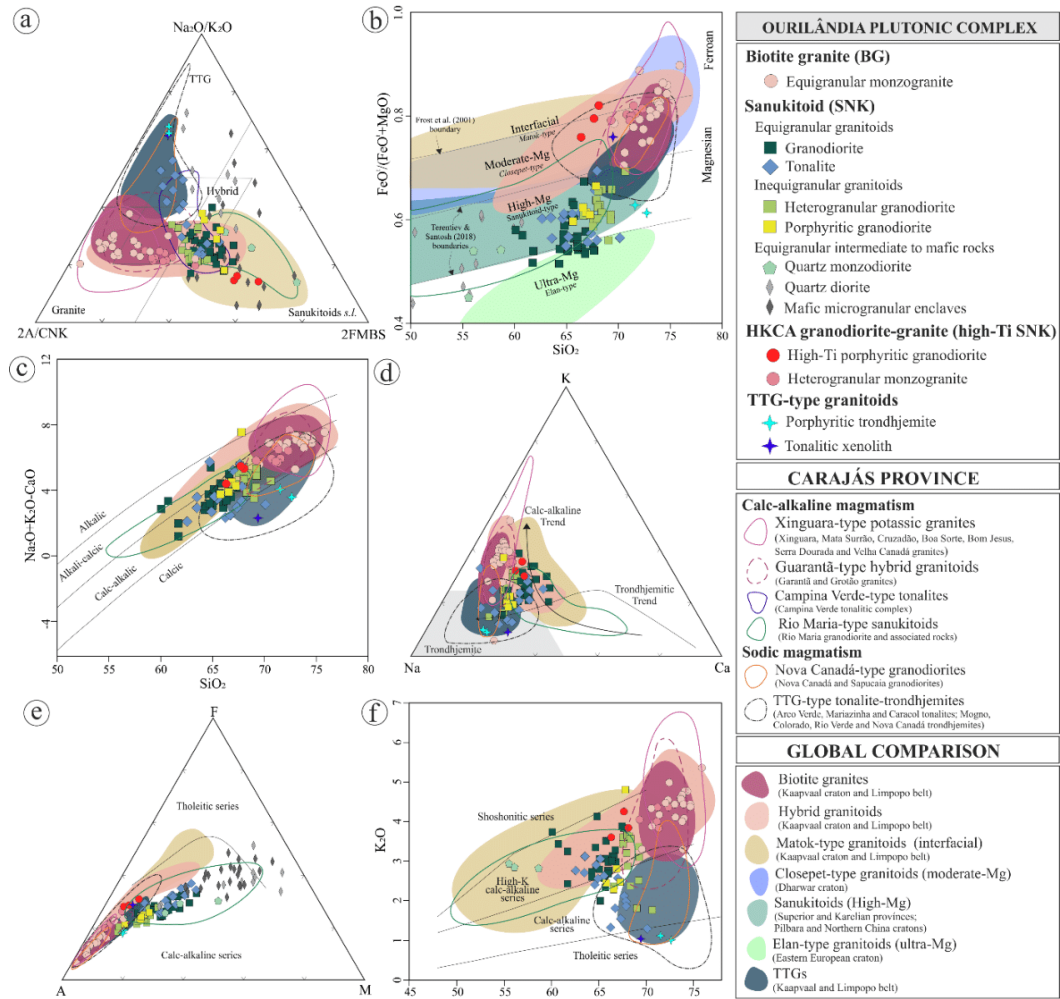 a
Na₂O/K₂O
TTG
Hybrid
Granite
Sanukitoids s.l.
2A/CNK
2FMBS
b
FeOᵗ/(FeOᵗ+MgO)
1.0
0.8
0.6
0.4
Frost et al. (2001)
boundary
Interfacial
Matok-type
Moderate-Mg
Closepet-type
High-Mg
Sanukitoid-type
Terentiev &
Santosh (2018)
boundaries
Ultra-Mg
Elan-type
Ferroan
Magnesian
50 55 60 65 70 75 80
SiO₂
c
Na₂O+K₂O-CaO
12
8
4
0
-4
Alkalic
Alkali-calcic
Calc-alkalic
Calcic
50 55 60 65 70 75 80
SiO₂
d
K
Calc-alkaline
Trend
Trondhjemitic
Trend
Trondhjemite
Na
Ca
e
F
Tholeitic series
Calc-alkaline series
A
M
f
K₂O
7
6
5
4
3
2
1
0
Shoshonitic series
High-K
calc-alkaline
series
Calc-alkaline
series
Tholeitic series
45 50 55 60 65 70 75
OURILÂNDIA PLUTONIC COMPLEX
Biotite granite (BG)
Equigranular monzogranite
Sanukitoid (SNK)
Equigranular granitoids
Granodiorite
Tonalite
Inequigranular granitoids
Heterogranular granodiorite
Porphyritic granodiorite
Equigranular intermediate to mafic rocks
Quartz monzodiorite
Quartz diorite
Mafic microgranular enclaves
HKCA granodiorite-granite (high-Ti SNK)
High-Ti porphyritic granodiorite
Heterogranular monzogranite
TTG-type granitoids
Porphyritic trondhjemite
Tonalitic xenolith
CARAJÁS PROVINCE
Calc-alkaline magmatism
Xinguara-type potassic granites
(Xinguara, Mata Surrão, Cruzadão, Boa Sorte, Bom Jesus,
Serra Dourada and Velha Canadá granites)
Guarantã-type hybrid granitoids
(Garantã and Grotão granites)
Campina Verde-type tonalites
(Campina Verde tonalitic complex)
Rio Maria-type sanukitoids
(Rio Maria granodiorite and associated rocks)
Sodic magmatism
Nova Canadá-type granodiorites
(Nova Canadá and Sapucaia granodiorites)
TTG-type tonalite-trondhjemites
(Arco Verde, Mariazinha and Caracol tonalites; Mogno,
Colorado, Rio Verde and Nova Canadá trondhjemites)
GLOBAL COMPARISON
Biotite granites
(Kaapvaal craton and Limpopo belt)
Hybrid granitoids
(Kaapvaal craton and Limpopo belt)
Matok-type granitoids (interfacial)
(Kaapvaal craton and Limpopo belt)
Closepet-type granitoids (moderate-Mg)
(Dharwar craton)
Sanukitoids (High-Mg)
(Superior and Karelian provinces;
Pilbara and Northern China cratons)
Elan-type granitoids (ultra-Mg)
(Eastern European craton)
TTGs
(Kaapvaal and Limpopo belt)